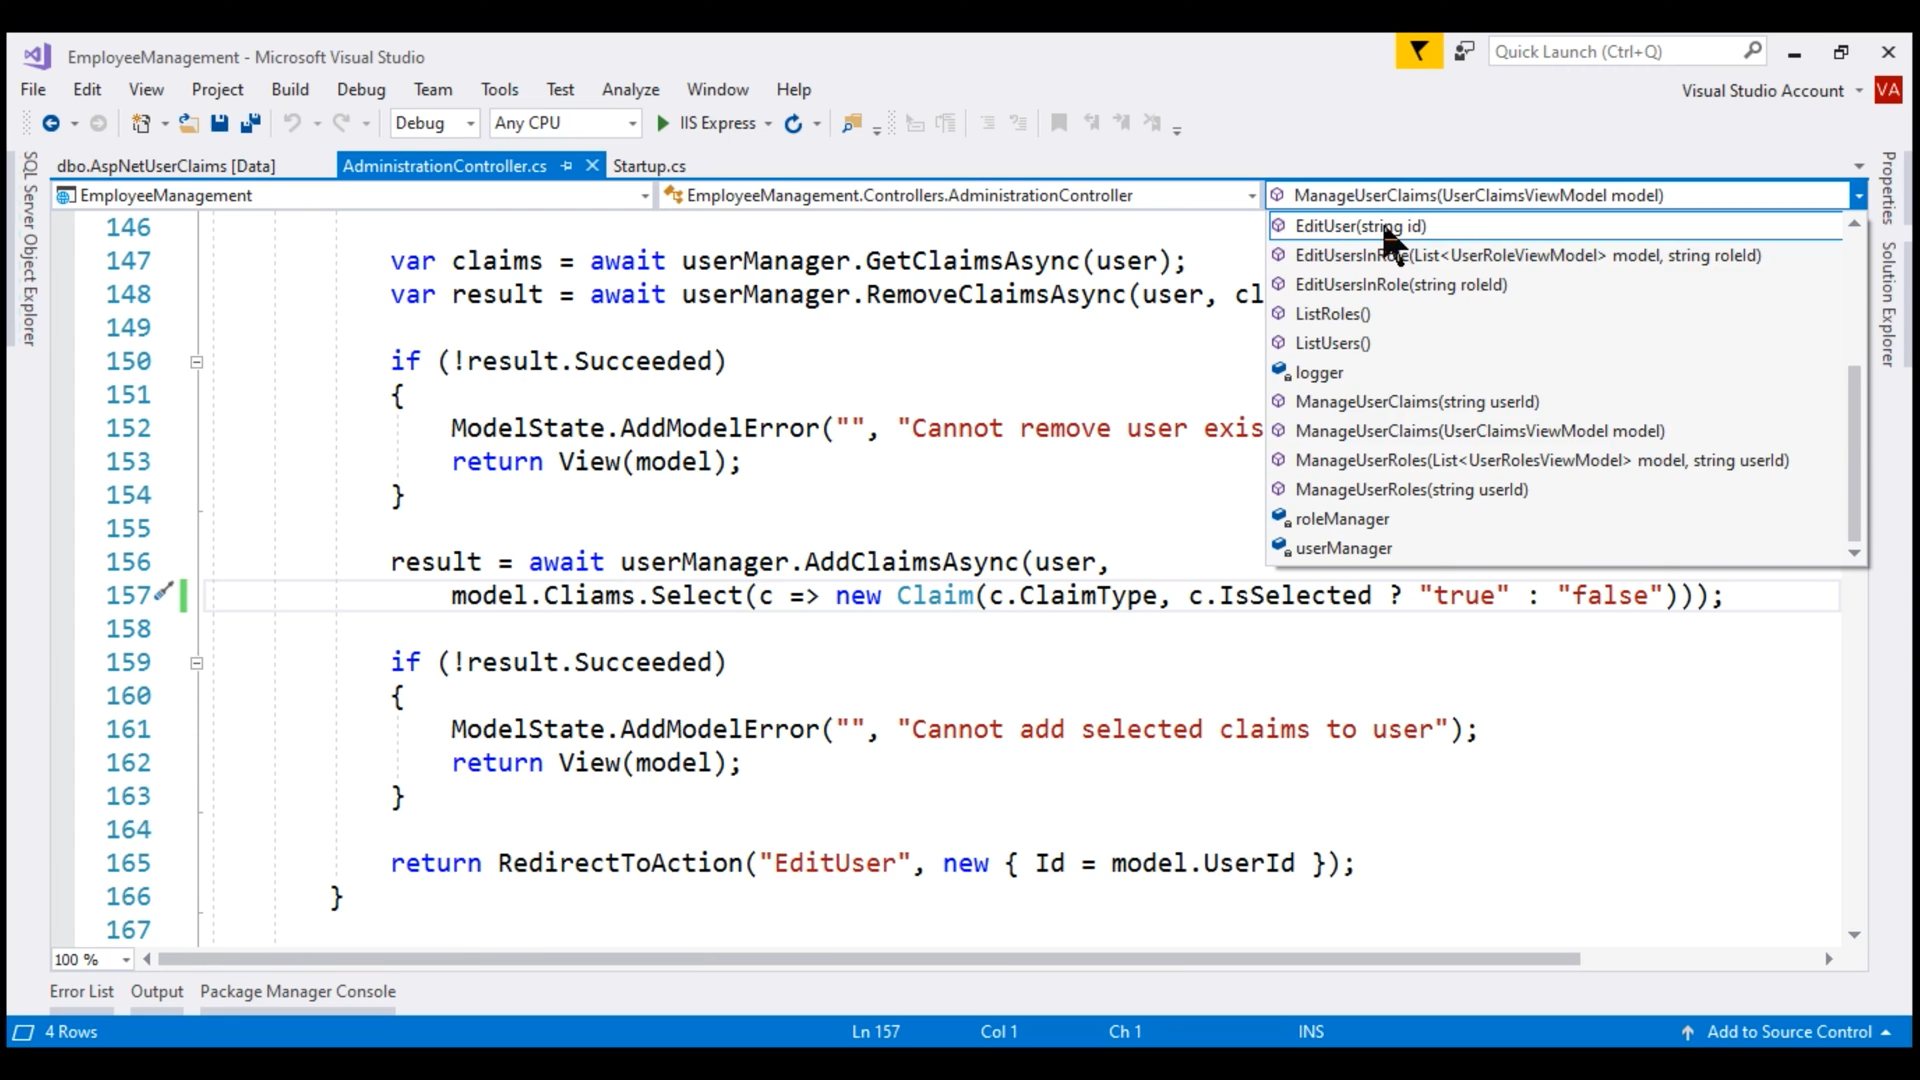 EmployeeManagement - Microsoft Visual Studio
Quick Launch (Ctrl+Q)
File Edit View Project Build Debug Team Tools Test Analyze Window Help
Visual Studio Account VA
Debug Any CPU IIS Express
dbo.AspNetUserClaims [Data] AdministrationController.cs Startup.cs
EmployeeManagement EmployeeManagement.Controllers.AdministrationController ManageUserClaims(UserClaimsViewModel model)
SQL Server Object Explorer
Properties
Solution Explorer
EditUser(string id)
EditUsersInRole(List<UserRoleViewModel> model, string roleId)
EditUsersInRole(string roleId)
ListRoles()
ListUsers()
logger
ManageUserClaims(string userId)
ManageUserClaims(UserClaimsViewModel model)
ManageUserRoles(List<UserRolesViewModel> model, string userId)
ManageUserRoles(string userId)
roleManager
userManager
146
147 var claims = await userManager.GetClaimsAsync(user);
148 var result = await userManager.RemoveClaimsAsync(user, cl
149
150 if (!result.Succeeded)
151 {
152 ModelState.AddModelError("", "Cannot remove user exis
153 return View(model);
154 }
155
156 result = await userManager.AddClaimsAsync(user,
157 model.Cliams.Select(c => new Claim(c.ClaimType, c.IsSelected ? "true" : "false")));
158
159 if (!result.Succeeded)
160 {
161 ModelState.AddModelError("", "Cannot add selected claims to user");
162 return View(model);
163 }
164
165 return RedirectToAction("EditUser", new { Id = model.UserId });
166 }
167
100 %
Error List Output Package Manager Console
4 Rows Ln 157 Col 1 Ch 1 INS Add to Source Control